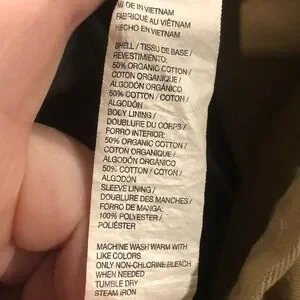 MADE IN VIETNAM
FABRIQUÉ AU VIÊTNAM
HECHO EN VIETNAM
SHELL / TISSU DE BASE /
REVESTIMIENTO:
50% ORGANIC COTTON /
COTON ORGANIQUE /
ALGODÓN ORGÁNICO
50% COTTON / COTON /
ALGODÓN
BODY LINING /
DOUBLURE DU CORPS /
FORRO INTERIOR:
50% ORGANIC COTTON /
COTON ORGANIQUE /
ALGODÓN ORGÁNICO
50% COTTON / COTON /
ALGODÓN
SLEEVE LINING /
DOUBLURE DES MANCHES /
FORRO DE MANGA:
100% POLYESTER /
POLIÉSTER
MACHINE WASH WARM WITH
LIKE COLORS
ONLY NON-CHLORINE BLEACH
WHEN NEEDED
TUMBLE DRY
STEAM IRON